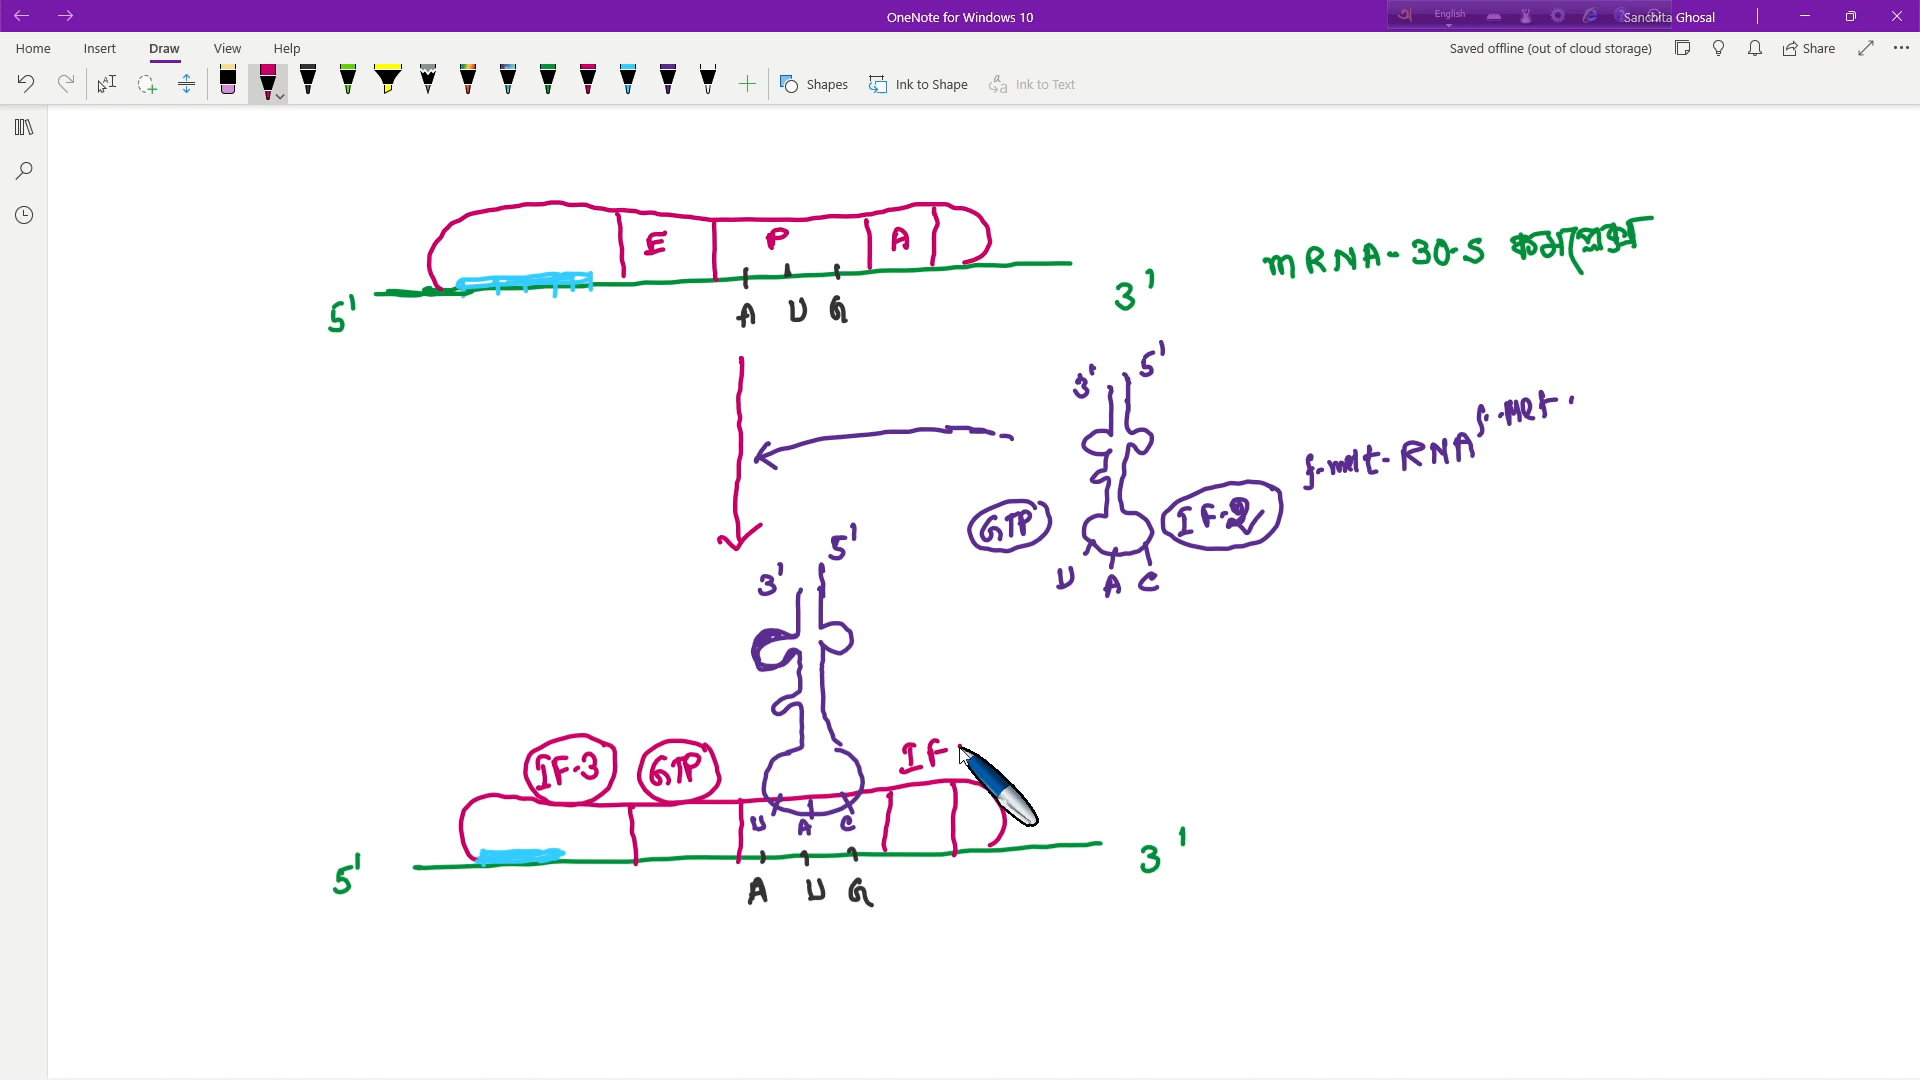 OneNote for Windows 10
English
Sanchita Ghosal
Home Insert Draw View Help
Saved offline (out of cloud storage)
Share
Shapes
Ink to Shape
Ink to Text
E P A
mRNA-30-S কমপ্লেক্স
5' 3'
A U G
3' 5'
f-met-RNA f-Met.
GTP IF-2
U A C
3' 5'
IF-3 GTP IF
U A C
5' 3'
A U G